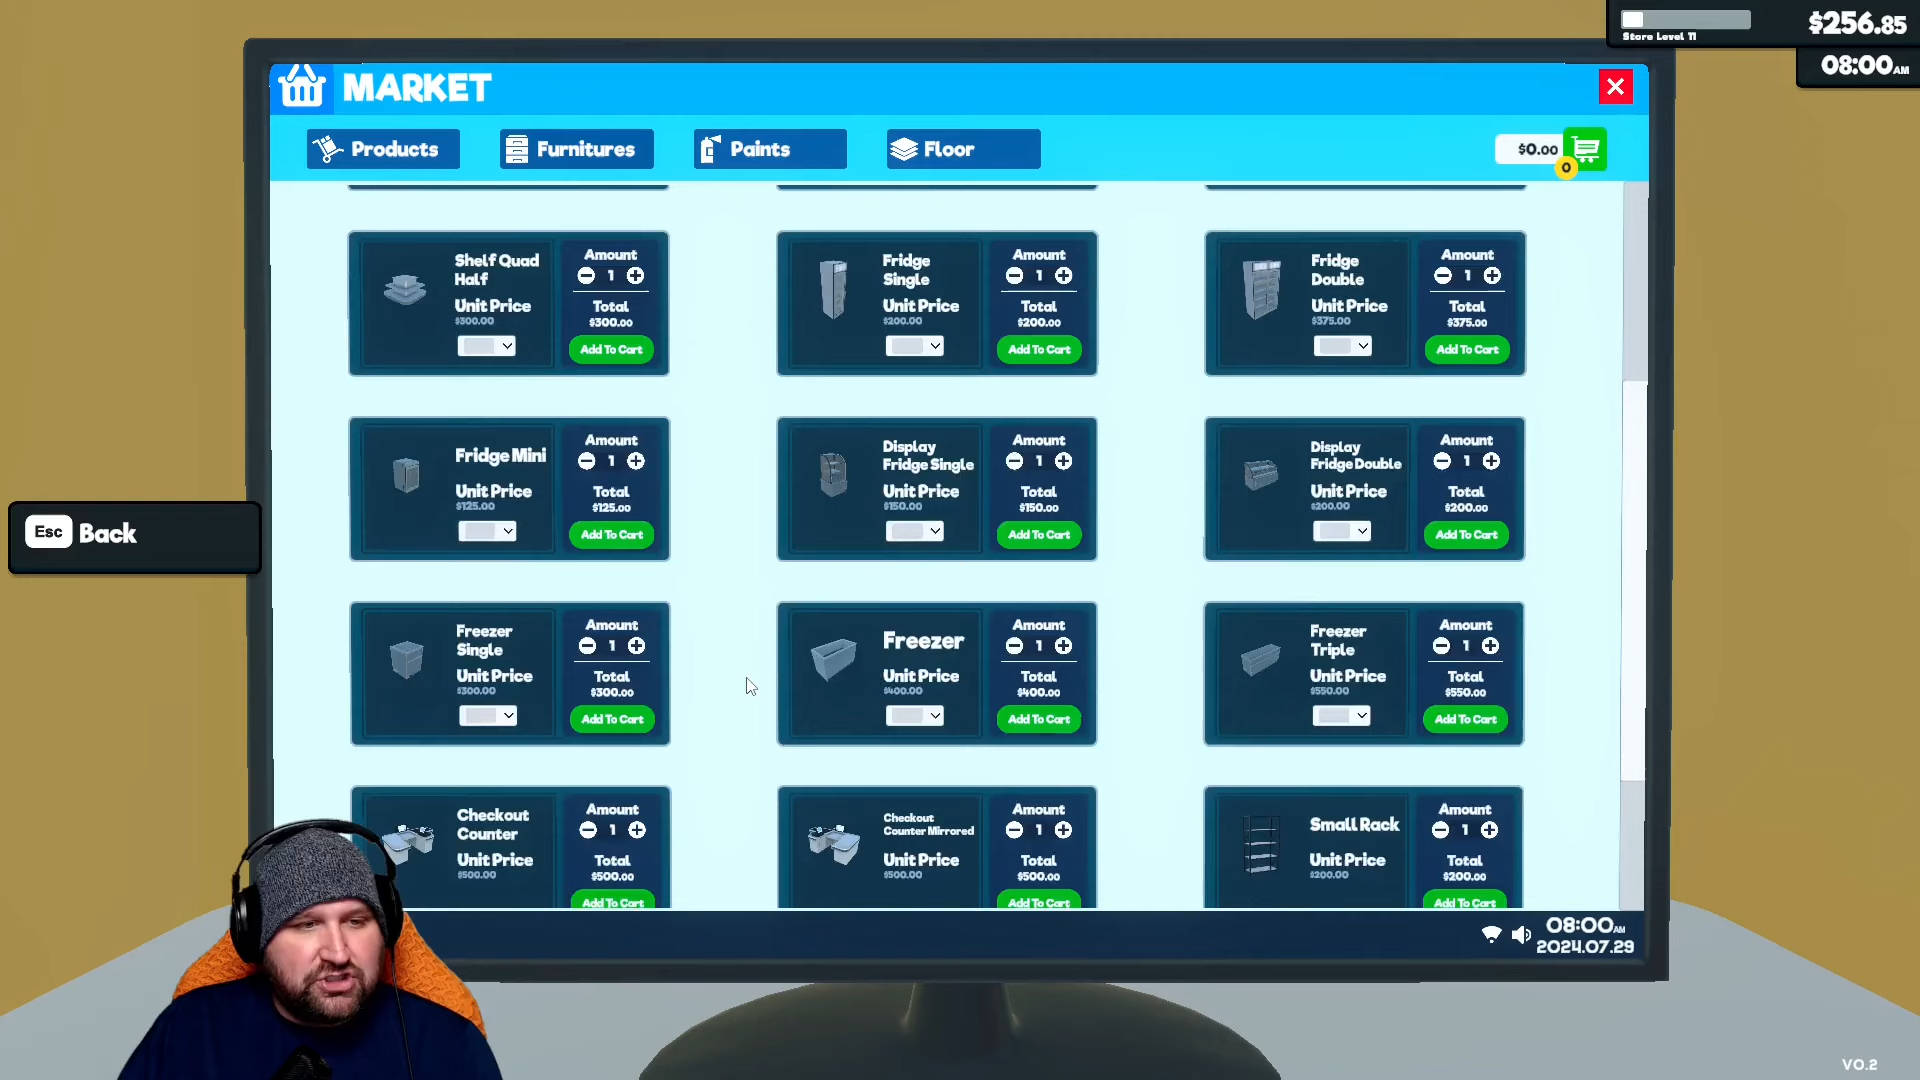 Store Level 11
$256.85
08:00AM
MARKET
Products
Furnitures
Paints
Floor
$0.00
0
Shelf Quad
Half
Unit Price
$300.00
Amount
1
Total
$300.00
Add To Cart
Fridge
Single
Unit Price
$200.00
Amount
1
Total
$200.00
Add To Cart
Fridge
Double
Unit Price
$375.00
Amount
1
Total
$375.00
Add To Cart
Fridge Mini
Unit Price
$125.00
Amount
1
Total
$125.00
Add To Cart
Display
Fridge Single
Unit Price
$150.00
Amount
1
Total
$150.00
Add To Cart
Display
Fridge Double
Unit Price
$200.00
Amount
1
Total
$200.00
Add To Cart
Esc Back
Freezer
Single
Unit Price
$300.00
Amount
1
Total
$300.00
Add To Cart
Freezer
Unit Price
$400.00
Amount
1
Total
$400.00
Add To Cart
Freezer
Triple
Unit Price
$550.00
Amount
1
Total
$550.00
Add To Cart
Checkout
Counter
Unit Price
$500.00
Amount
1
Total
$500.00
Add To Cart
Checkout
Counter Mirrored
Unit Price
$500.00
Amount
1
Total
$500.00
Add To Cart
Small Rack
Unit Price
$200.00
Amount
1
Total
$200.00
Add To Cart
08:00AM
2024.07.29
V0.2